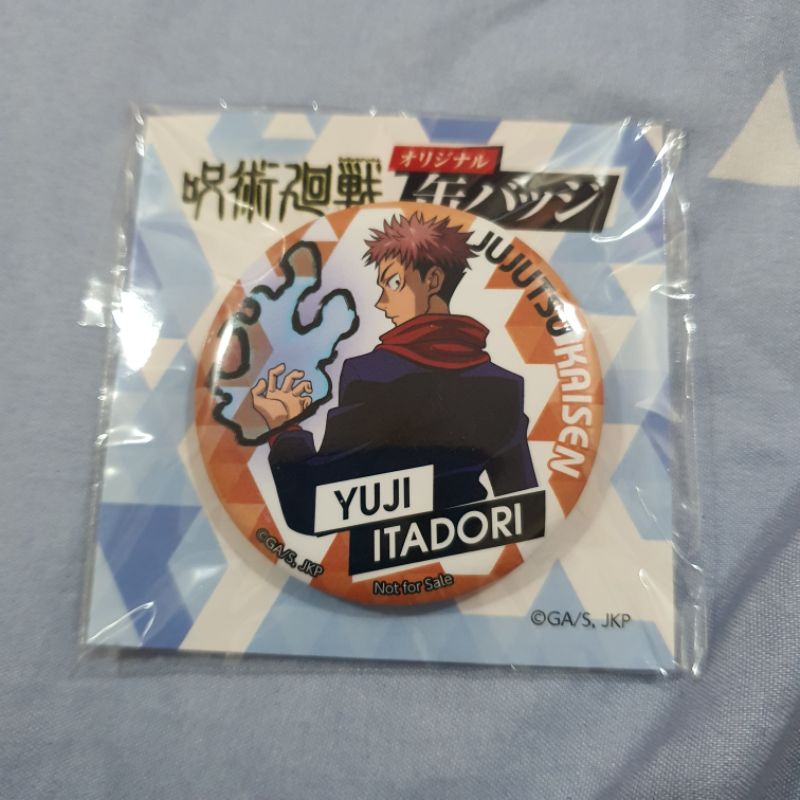 呪術廻戦
オリジナル
缶バッジ
JUJUTSU KAISEN
YUJI
ITADORI
©GA/S, JKP
Not for Sale
©GA/S, JKP